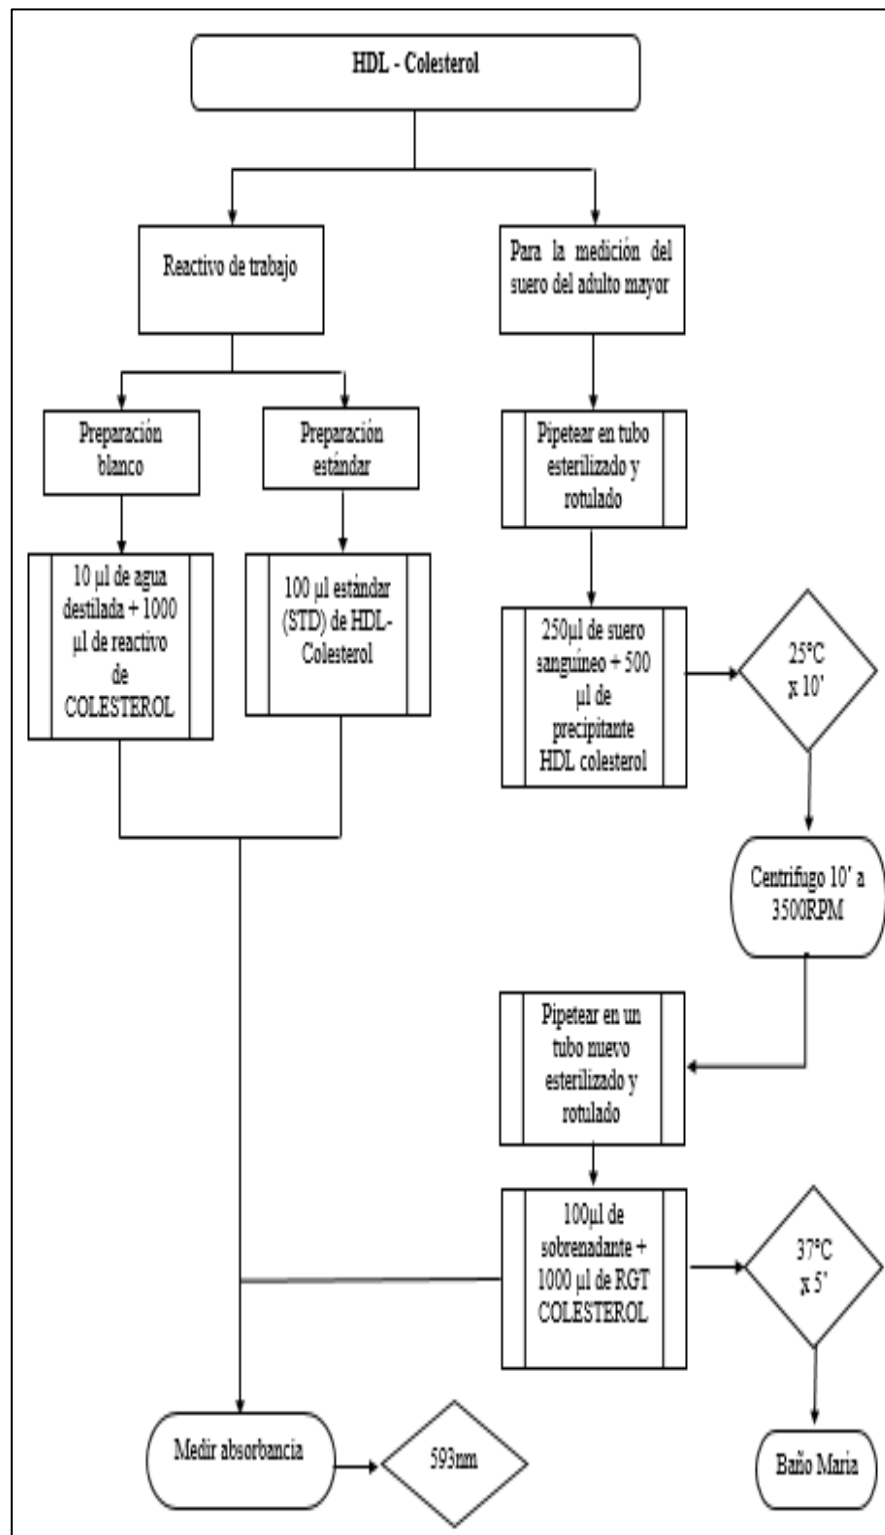 HDL - Colesterol
Reactivo de trabajo
Para la medición del
suero del adulto mayor
Preparación
blanco
Preparación
estándar
Pipetear en tubo
esterilizado y
rotulado
10 µl de agua
destilada + 1000
µl de reactivo
de
COLESTEROL
100 µl estándar
(STD) de HDL-
Colesterol
250µl de suero
sanguíneo + 500
µl de
precipitante
HDL colesterol
25°C
x 10'
Centrifugo 10' a
3500RPM
Pipetear en un
tubo nuevo
esterilizado y
rotulado
100µl de
sobrenadante +
1000 µl de RGT
COLESTEROL
37°C
x 5'
Medir absorbancia
593nm
Baño Maria